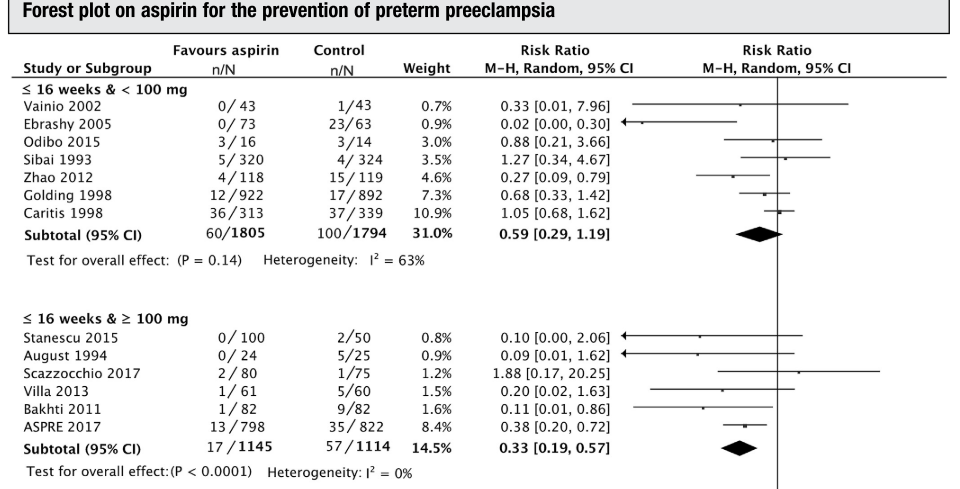 Forest plot on aspirin for the prevention of preterm preeclampsia
Favours aspirin Control Risk Ratio Risk Ratio
Study or Subgroup n/N n/N Weight M-H, Random, 95% CI M-H, Random, 95% CI
≤ 16 weeks & < 100 mg
Vainio 2002 0/ 43 1/43 0.7% 0.33 [0.01, 7.96]
Ebrashy 2005 0/ 73 23/63 0.9% 0.02 [0.00, 0.30]
Odibo 2015 3/ 16 3/14 3.0% 0.88 [0.21, 3.66]
Sibai 1993 5/ 320 4/ 324 3.5% 1.27 [0.34, 4.67]
Zhao 2012 4/ 118 15/ 119 4.6% 0.27 [0.09, 0.79]
Golding 1998 12/ 922 17/ 892 7.3% 0.68 [0.33, 1.42]
Caritis 1998 36/ 313 37/ 339 10.9% 1.05 [0.68, 1.62]
Subtotal (95% CI) 60/1805 100/1794 31.0% 0.59 [0.29, 1.19]
Test for overall effect: (P = 0.14) Heterogeneity: I² = 63%
≤ 16 weeks & ≥ 100 mg
Stanescu 2015 0/ 100 2/50 0.8% 0.10 [0.00, 2.06]
August 1994 0/ 24 5/25 0.9% 0.09 [0.01, 1.62]
Scazzocchio 2017 2/ 80 1/75 1.2% 1.88 [0.17, 20.25]
Villa 2013 1/ 61 5/60 1.5% 0.20 [0.02, 1.63]
Bakhti 2011 1/ 82 9/82 1.6% 0.11 [0.01, 0.86]
ASPRE 2017 13/ 798 35/ 822 8.4% 0.38 [0.20, 0.72]
Subtotal (95% CI) 17 /1145 57/1114 14.5% 0.33 [0.19, 0.57]
Test for overall effect:(P < 0.0001) Heterogeneity: I² = 0%